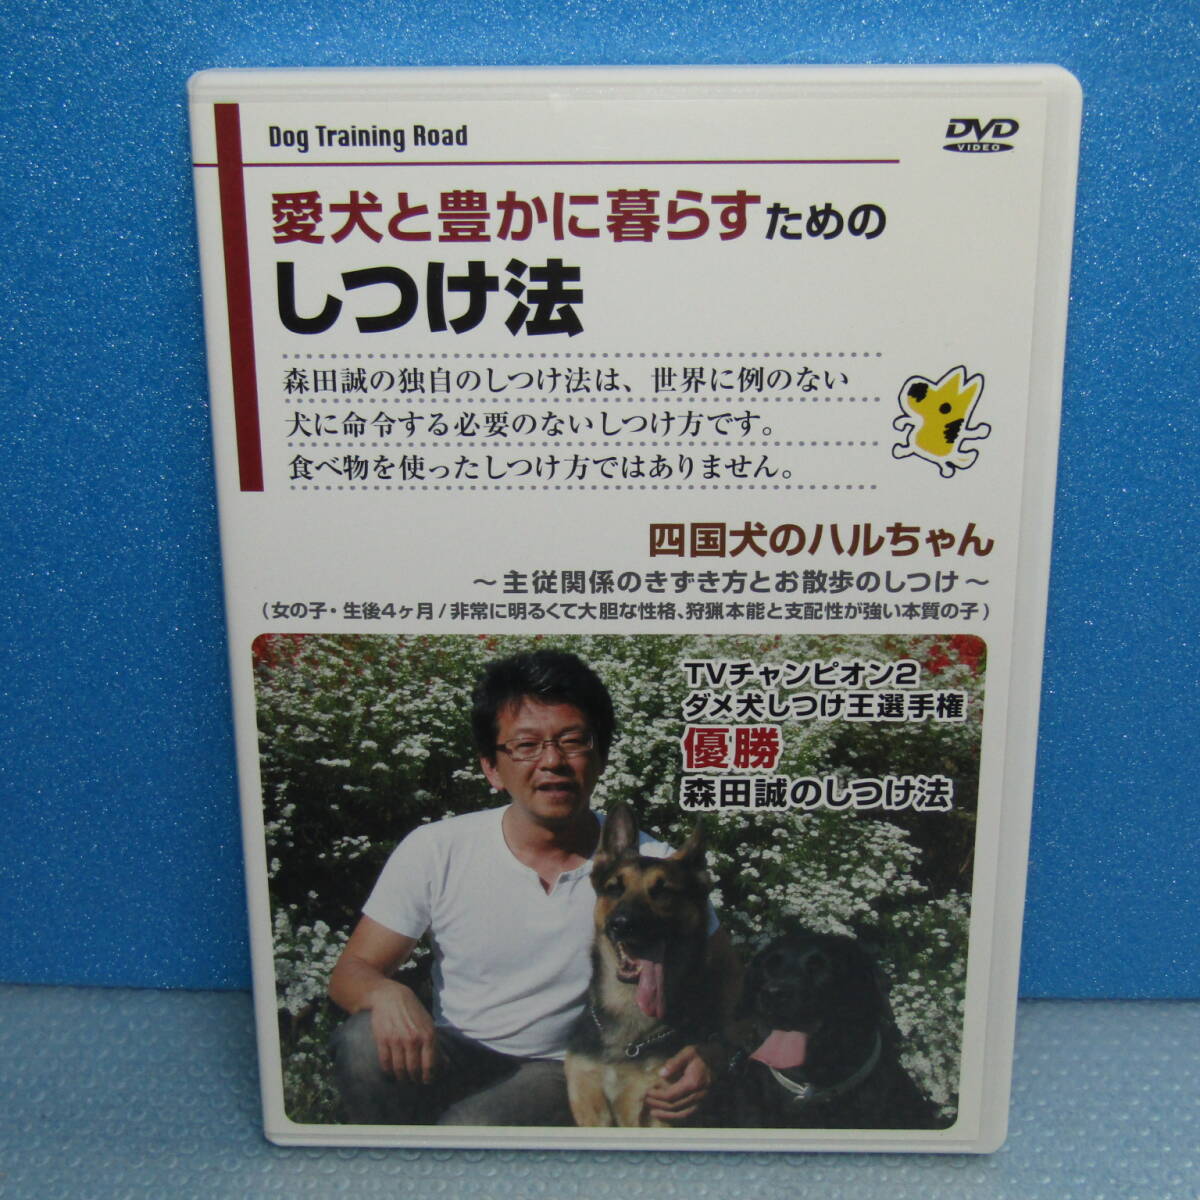 Dog Training Road
DVD
VIDEO
愛犬と豊かに暮らすための
しつけ法
森田誠の独自のしつけ法は、世界に例のない
犬に命令する必要のないしつけ方です。
食べ物を使ったしつけ方ではありません。
四国犬のハルちゃん
～主従関係のきずき方とお散歩のしつけ～
(女の子・生後4ヶ月/非常に明るくて大胆な性格、狩猟本能と支配性が強い本質の子)
TVチャンピオン2
ダメ犬しつけ王選手権
優勝
森田誠のしつけ法